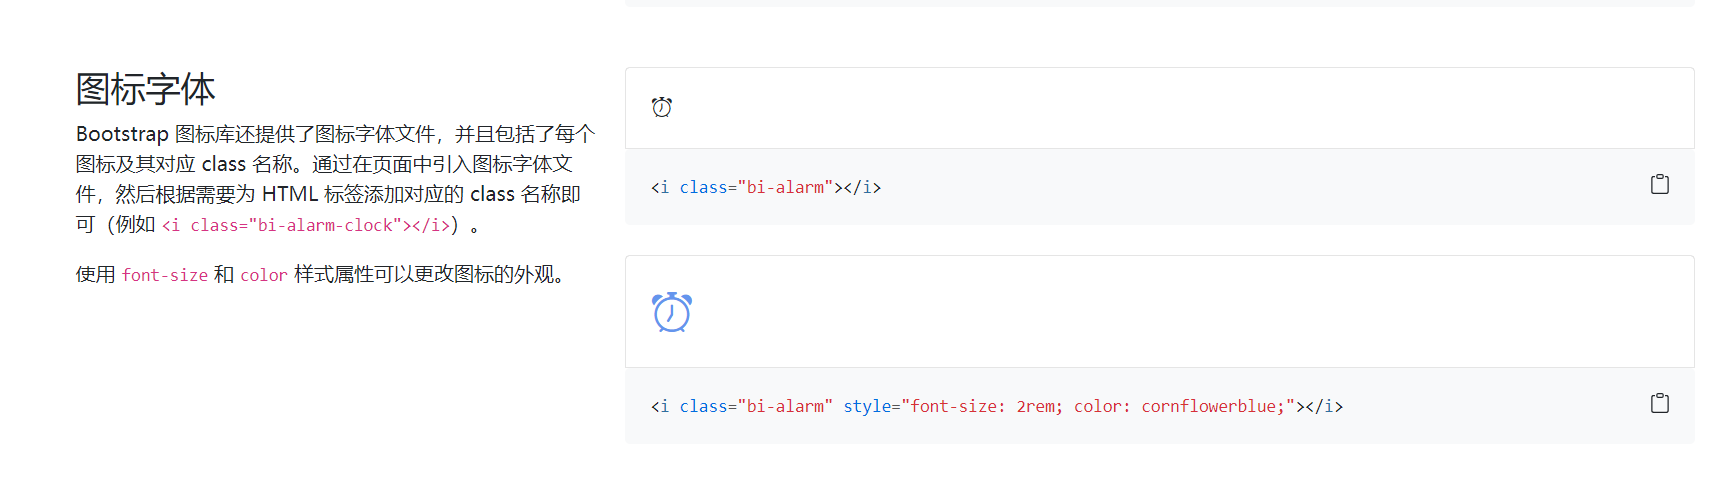 图标字体
Bootstrap 图标库还提供了图标字体文件，并且包括了每个
图标及其对应 class 名称。通过在页面中引入图标字体文
件，然后根据需要为 HTML 标签添加对应的 class 名称即
可（例如 <i class="bi-alarm-clock"></i>）。
使用 font-size 和 color 样式属性可以更改图标的外观。
<i class="bi-alarm"></i>
<i class="bi-alarm" style="font-size: 2rem; color: cornflowerblue;"></i>